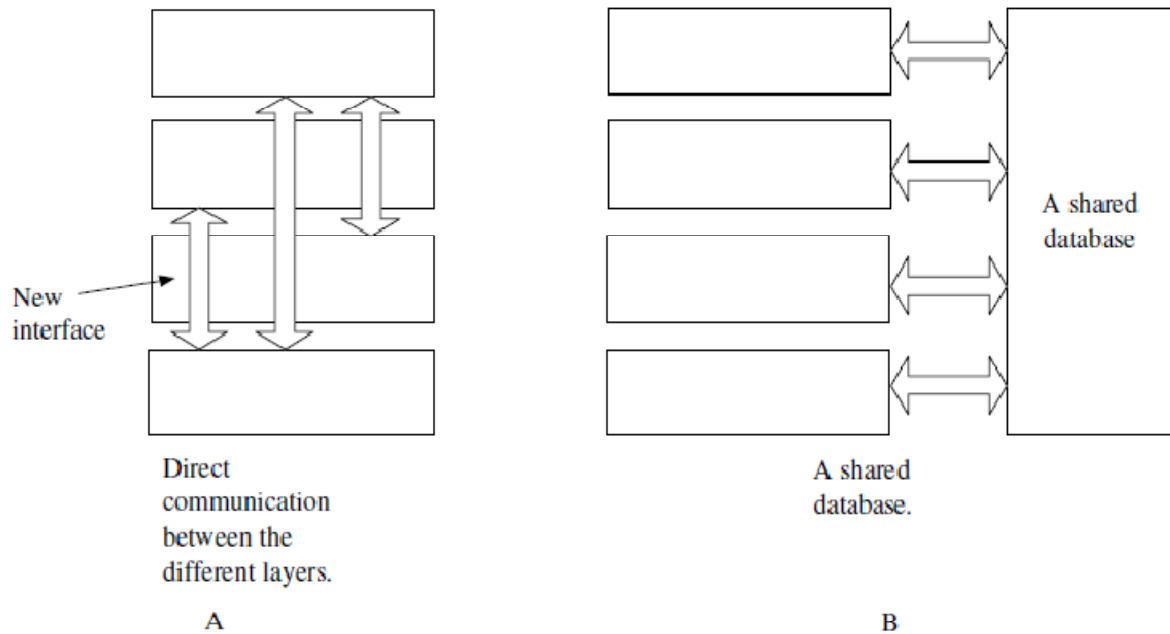 New
interface
Direct
communication
between the
different layers.
A
A shared
database
A shared
database.
B